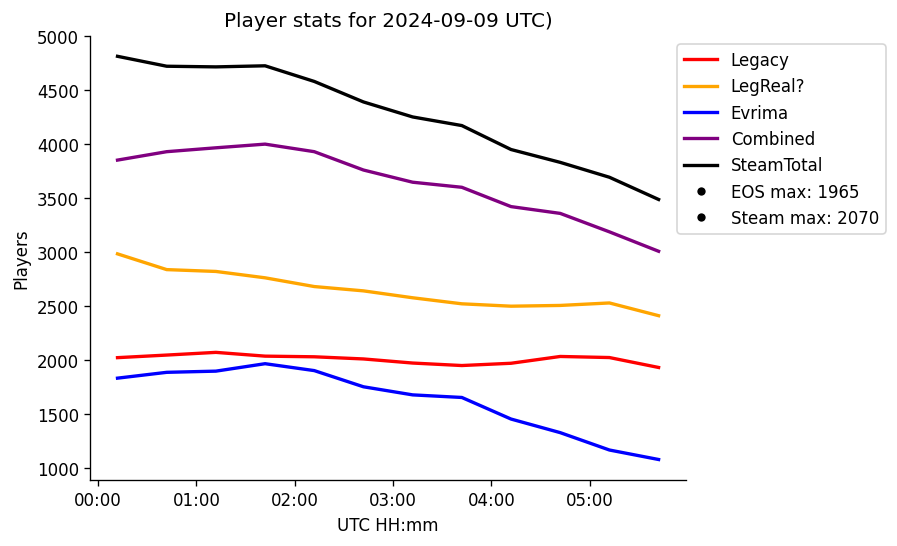 Player stats for 2024-09-09 UTC)
5000
4500
4000
3500
3000
2500
2000
1500
1000
Players
00:00 01:00 02:00 03:00 04:00 05:00
UTC HH:mm
Legacy
LegReal?
Evrima
Combined
SteamTotal
EOS max: 1965
Steam max: 2070